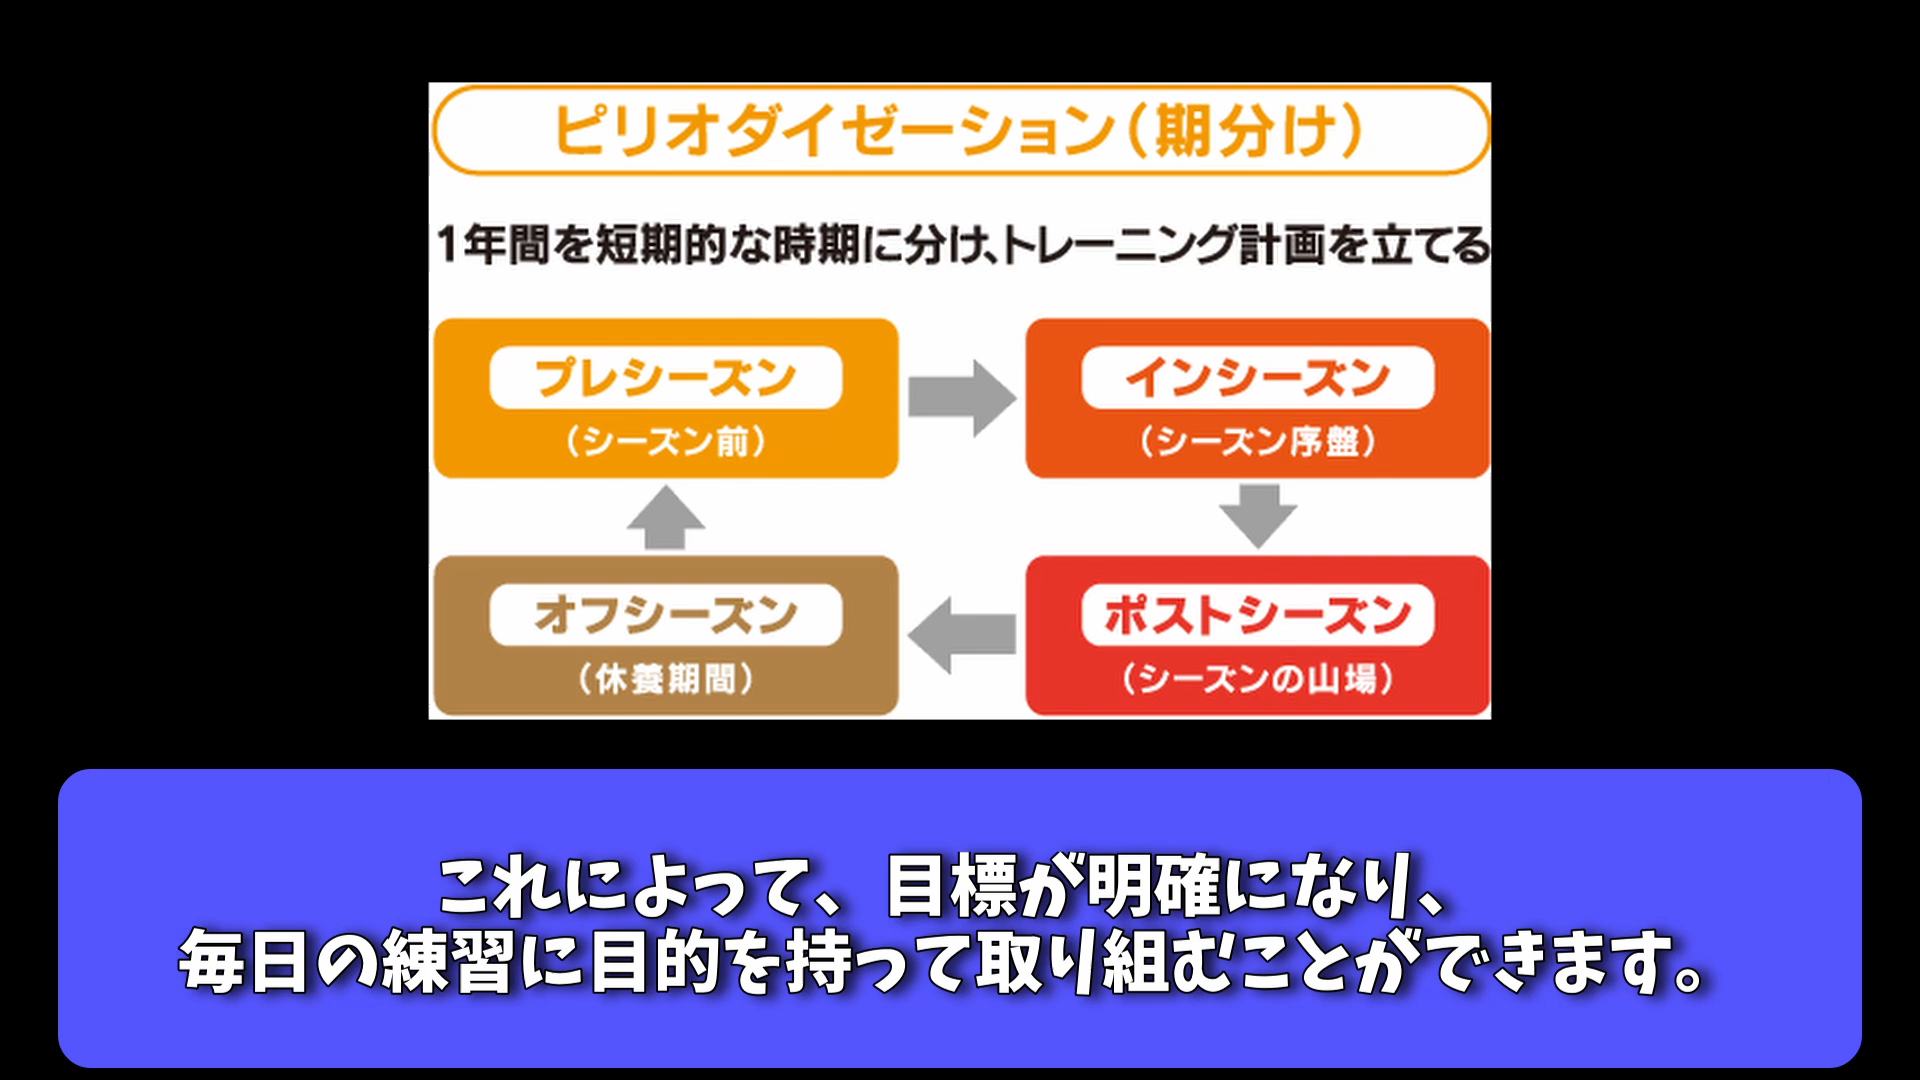 ピリオダイゼーション(期分け)
1年間を短期的な時期に分け、トレーニング計画を立てる
プレシーズン
(シーズン前)
インシーズン
(シーズン序盤)
オフシーズン
(休養期間)
ポストシーズン
(シーズンの山場)
これによって、目標が明確になり、
毎日の練習に目的を持って取り組むことができます。